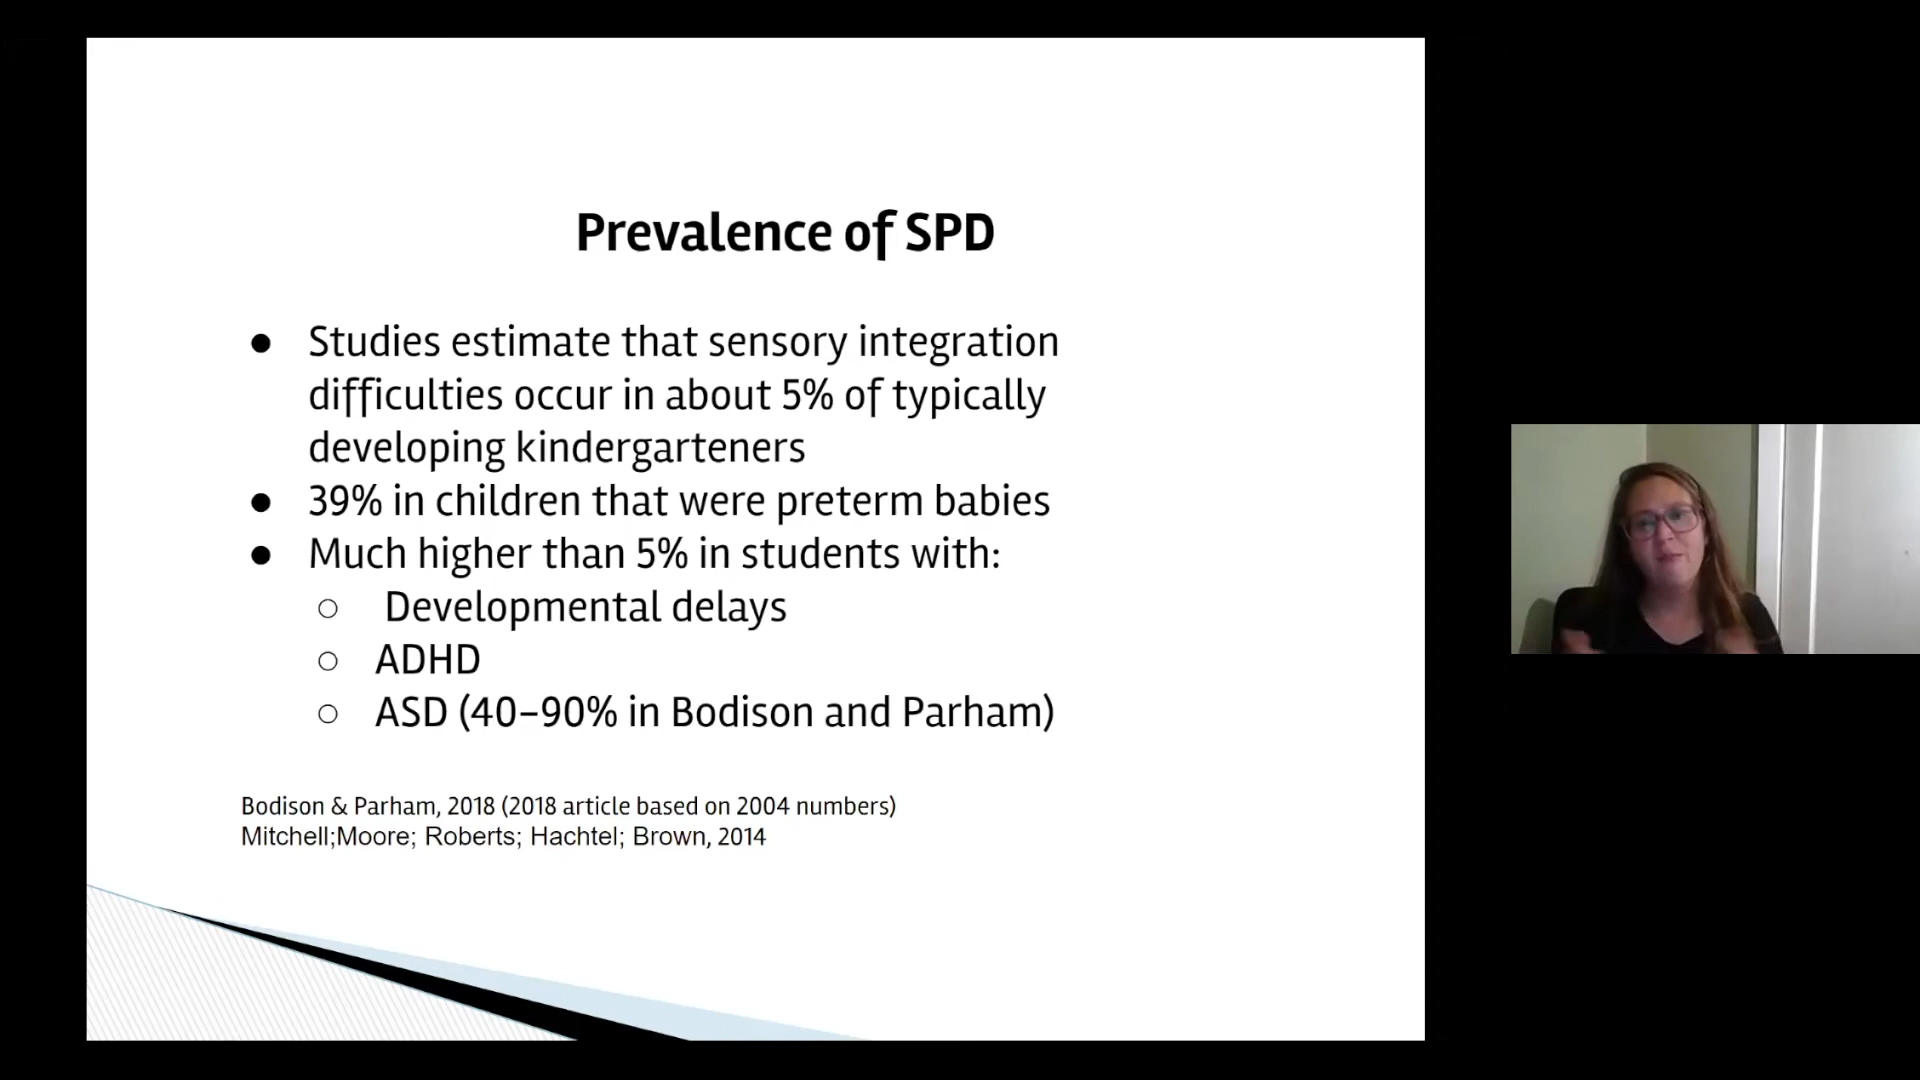 Prevalence of SPD
● Studies estimate that sensory integration
difficulties occur in about 5% of typically
developing kindergarteners
● 39% in children that were preterm babies
● Much higher than 5% in students with:
○ Developmental delays
○ ADHD
○ ASD (40–90% in Bodison and Parham)
Bodison & Parham, 2018 (2018 article based on 2004 numbers)
Mitchell;Moore; Roberts; Hachtel; Brown, 2014